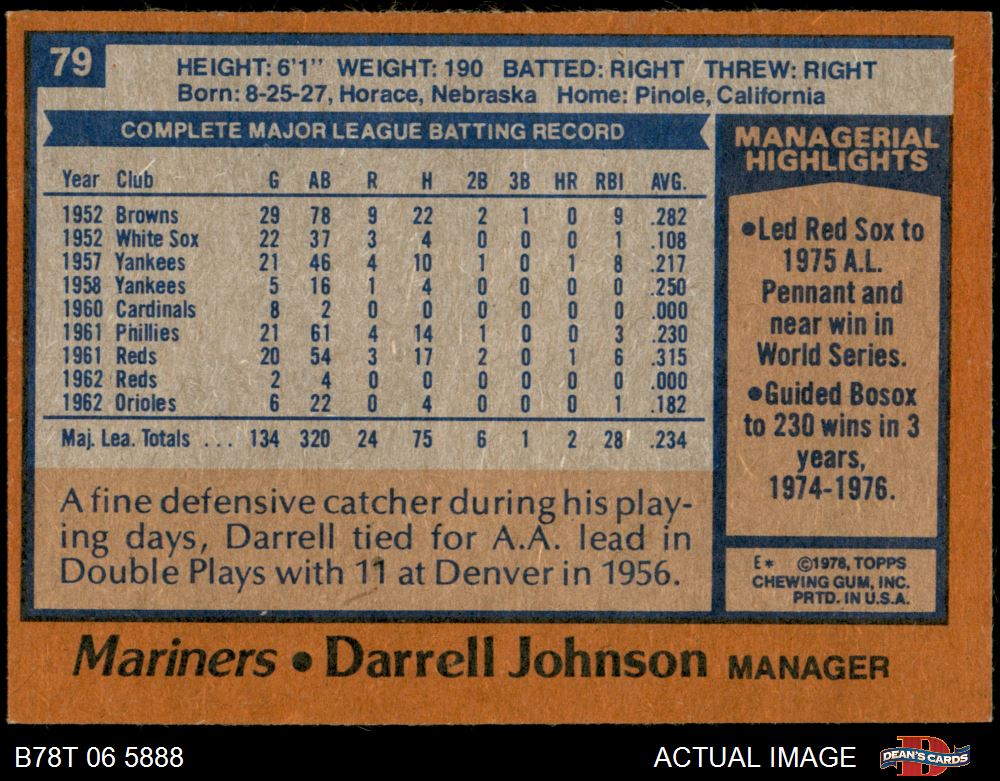 79
HEIGHT: 6'1" WEIGHT: 190 BATTED: RIGHT THREW: RIGHT
Born: 8-25-27, Horace, Nebraska Home: Pinole, California
COMPLETE MAJOR LEAGUE BATTING RECORD
Year Club G AB R H 2B 3B HR RBI AVG.
1952 Browns 29 78 9 22 2 1 0 9 .282
1952 White Sox 22 37 3 4 0 0 0 1 .108
1957 Yankees 21 46 4 10 1 0 1 8 .217
1958 Yankees 5 16 1 4 0 0 0 0 .250
1960 Cardinals 8 2 0 0 0 0 0 0 .000
1961 Phillies 21 61 4 14 1 0 0 3 .230
1961 Reds 20 54 3 17 2 0 1 6 .315
1962 Reds 2 4 0 0 0 0 0 0 .000
1962 Orioles 6 22 0 4 0 0 0 1 .182
Maj. Lea. Totals ... 134 320 24 75 6 1 2 28 .234
A fine defensive catcher during his play-
ing days, Darrell tied for A.A. lead in
Double Plays with 11 at Denver in 1956.
MANAGERIAL
HIGHLIGHTS
•Led Red Sox to
1975 A.L.
Pennant and
near win in
World Series.
•Guided Bosox
to 230 wins in 3
years,
1974-1976.
E* ©1978, TOPPS
CHEWING GUM, INC.
PRTD. IN U.S.A.
Mariners • Darrell Johnson MANAGER
B78T 06 5888 ACTUAL IMAGE DEAN'S CARDS